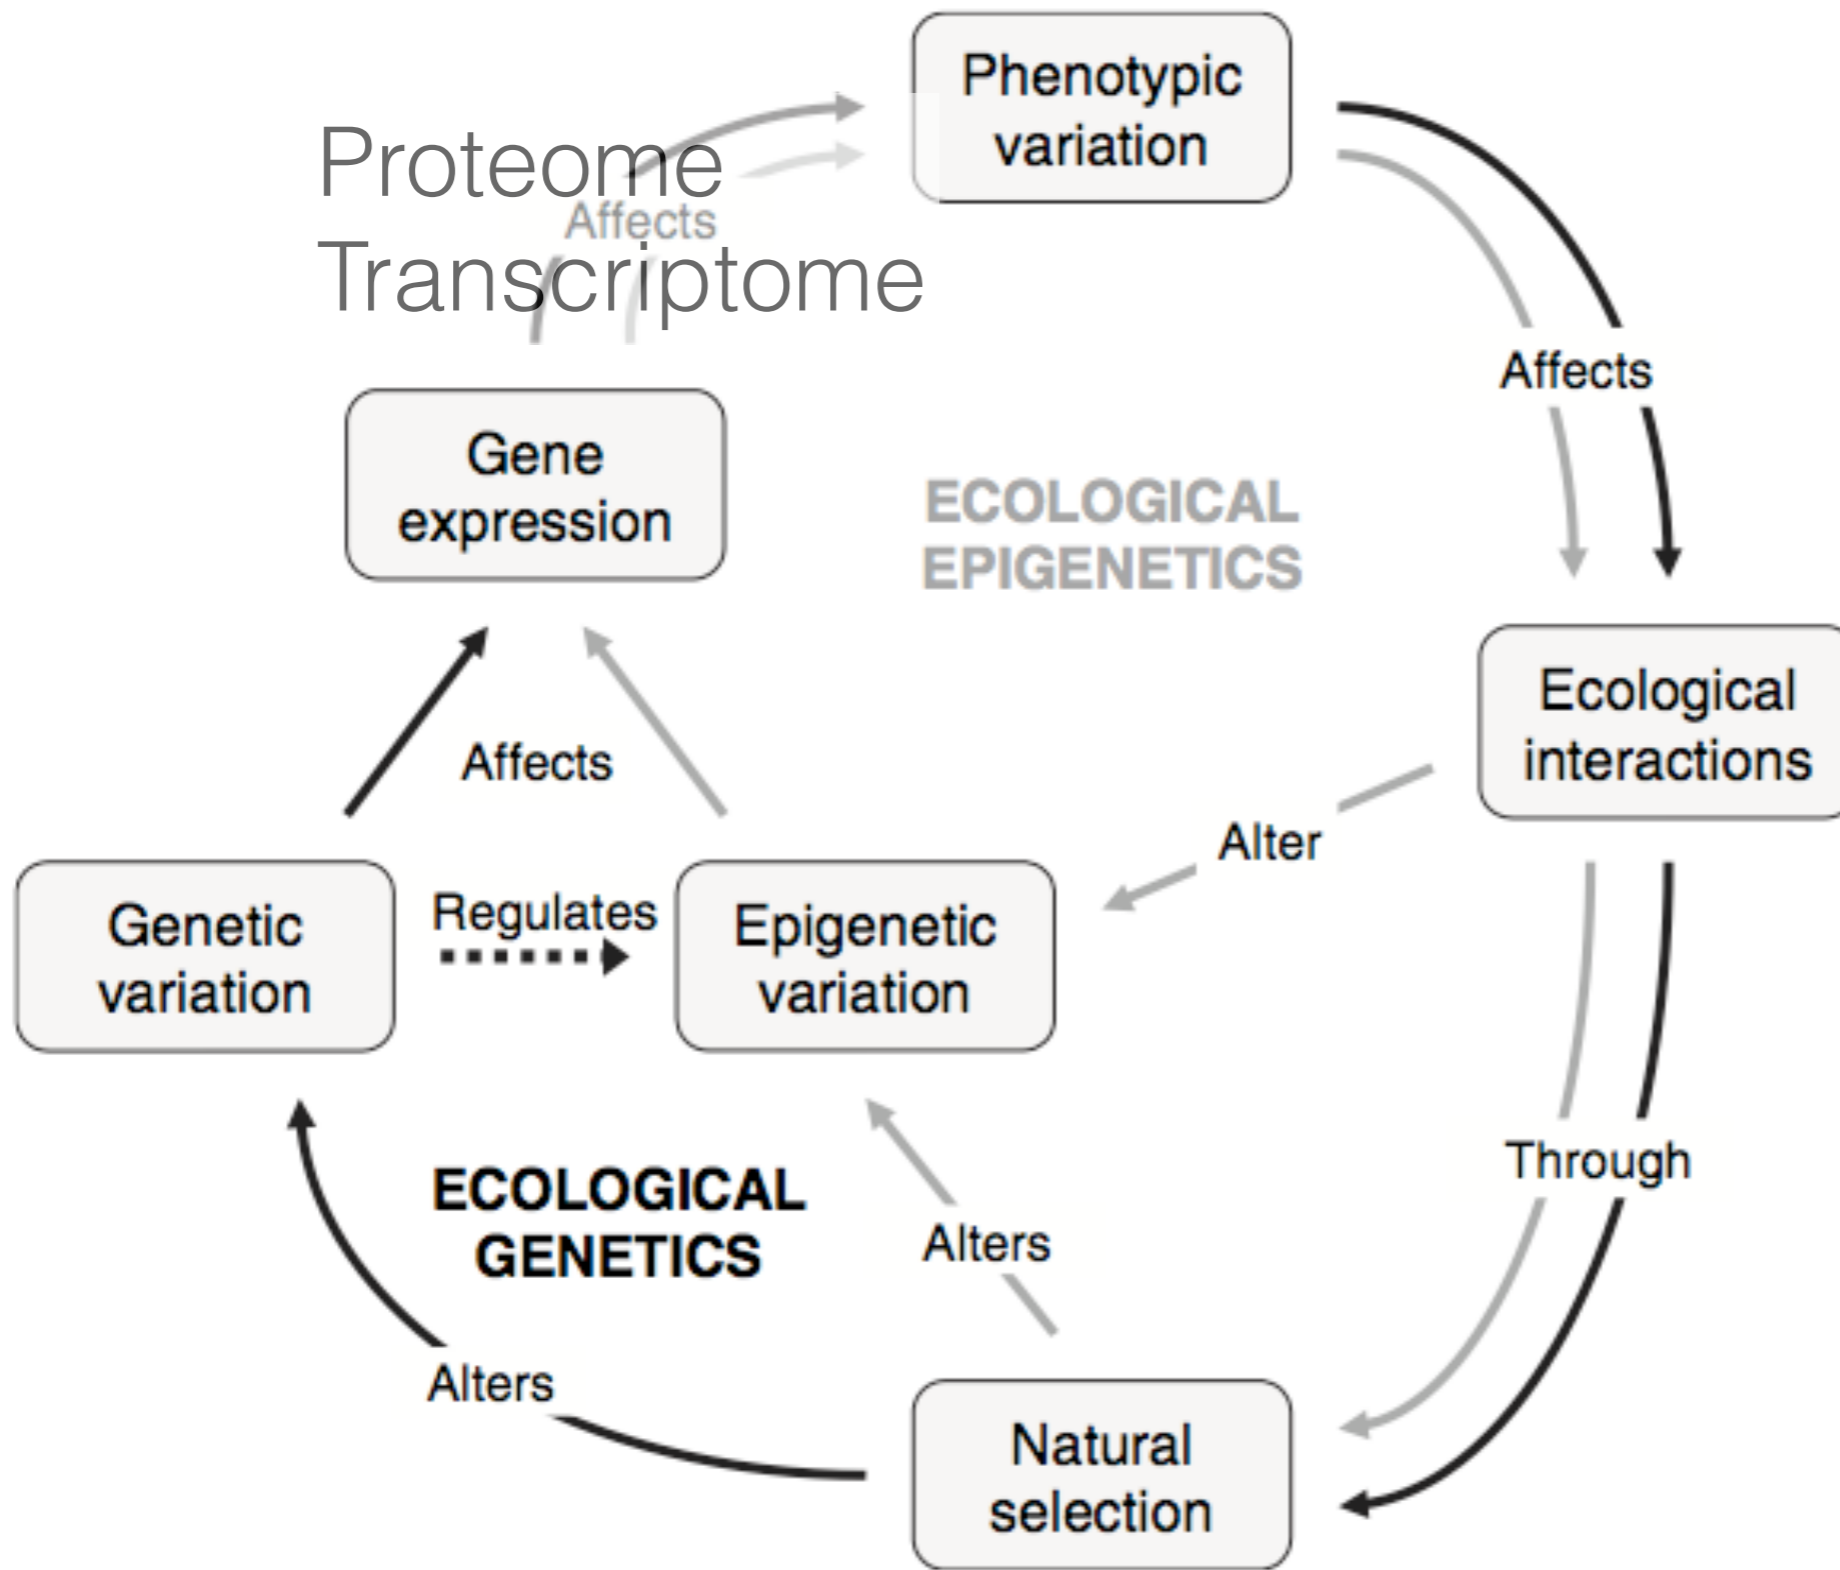 Phenotypic
variation
Proteome
Affects
Transcriptome
Affects
Gene
expression
ECOLOGICAL
EPIGENETICS
Ecological
interactions
Affects
Alter
Genetic
variation
Regulates
Epigenetic
variation
Through
ECOLOGICAL
GENETICS
Alters
Alters
Natural
selection